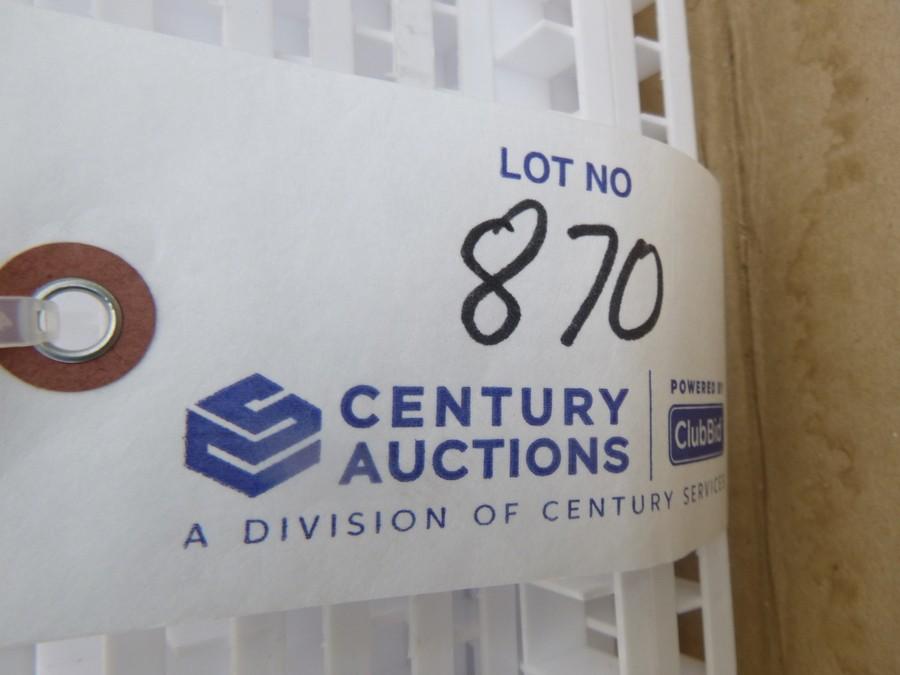 LOT NO
870
CENTURY
AUCTIONS
POWERED BY
ClubBid
A DIVISION OF CENTURY SERVICES